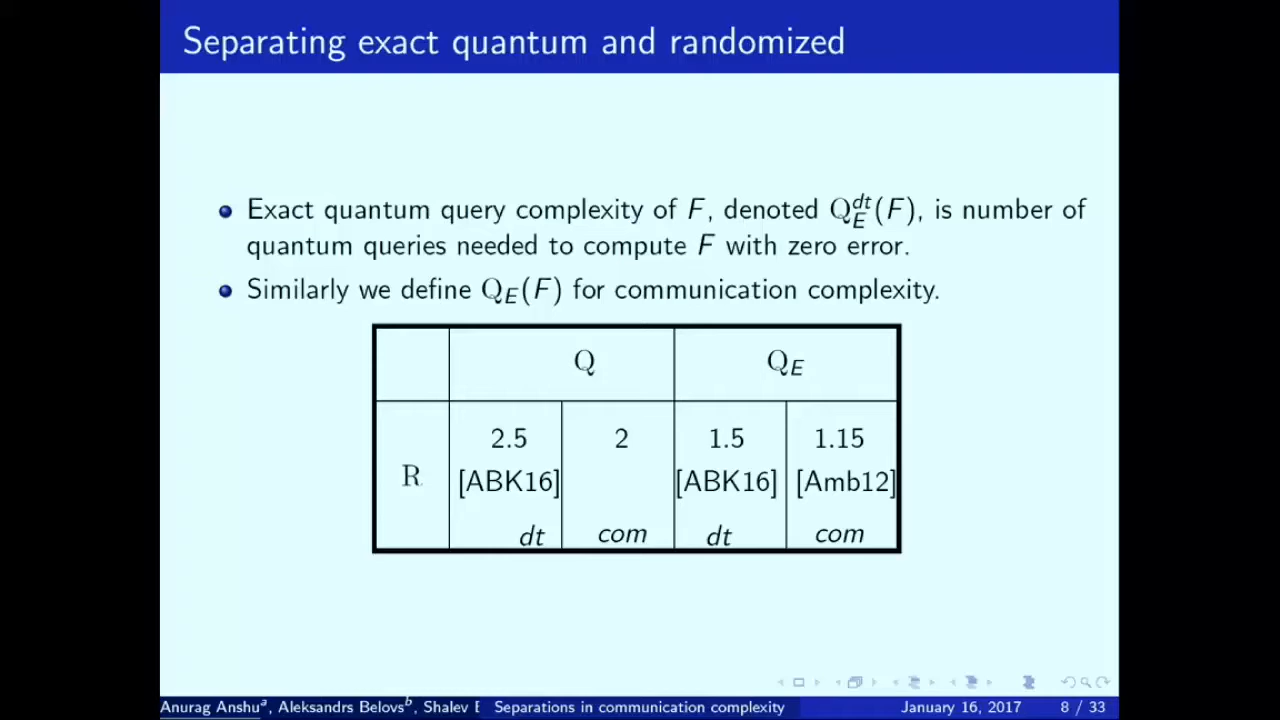 Separating exact quantum and randomized
Exact quantum query complexity of F, denoted Q_E^{dt}(F), is number of
quantum queries needed to compute F with zero error.
Similarly we define Q_E(F) for communication complexity.
Q Q_E
R
2.5 2 1.5 1.15
[ABK16] [ABK16] [Amb12]
dt com dt com
Anurag Anshu^a, Aleksandrs Belovs^b, Shalev Separations in communication complexity January 16, 2017 8 / 33